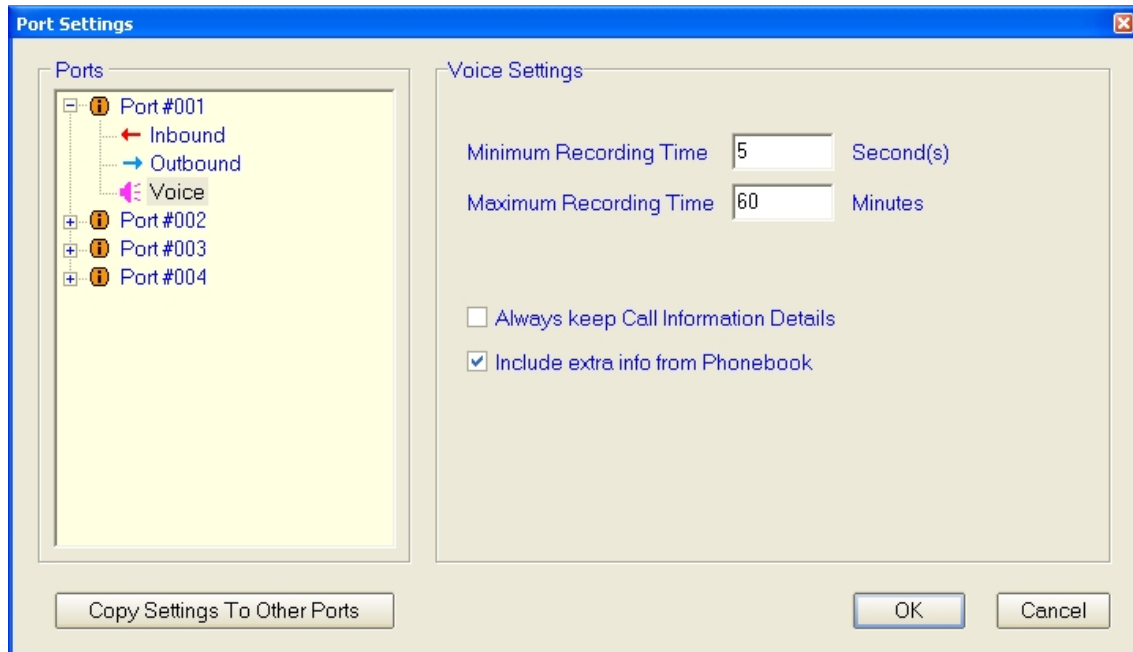 Port Settings
Ports
Port #001
Inbound
Outbound
Voice
Port #002
Port #003
Port #004
Voice Settings
Minimum Recording Time 5 Second(s)
Maximum Recording Time 60 Minutes
Always keep Call Information Details
Include extra info from Phonebook
Copy Settings To Other Ports
OK
Cancel